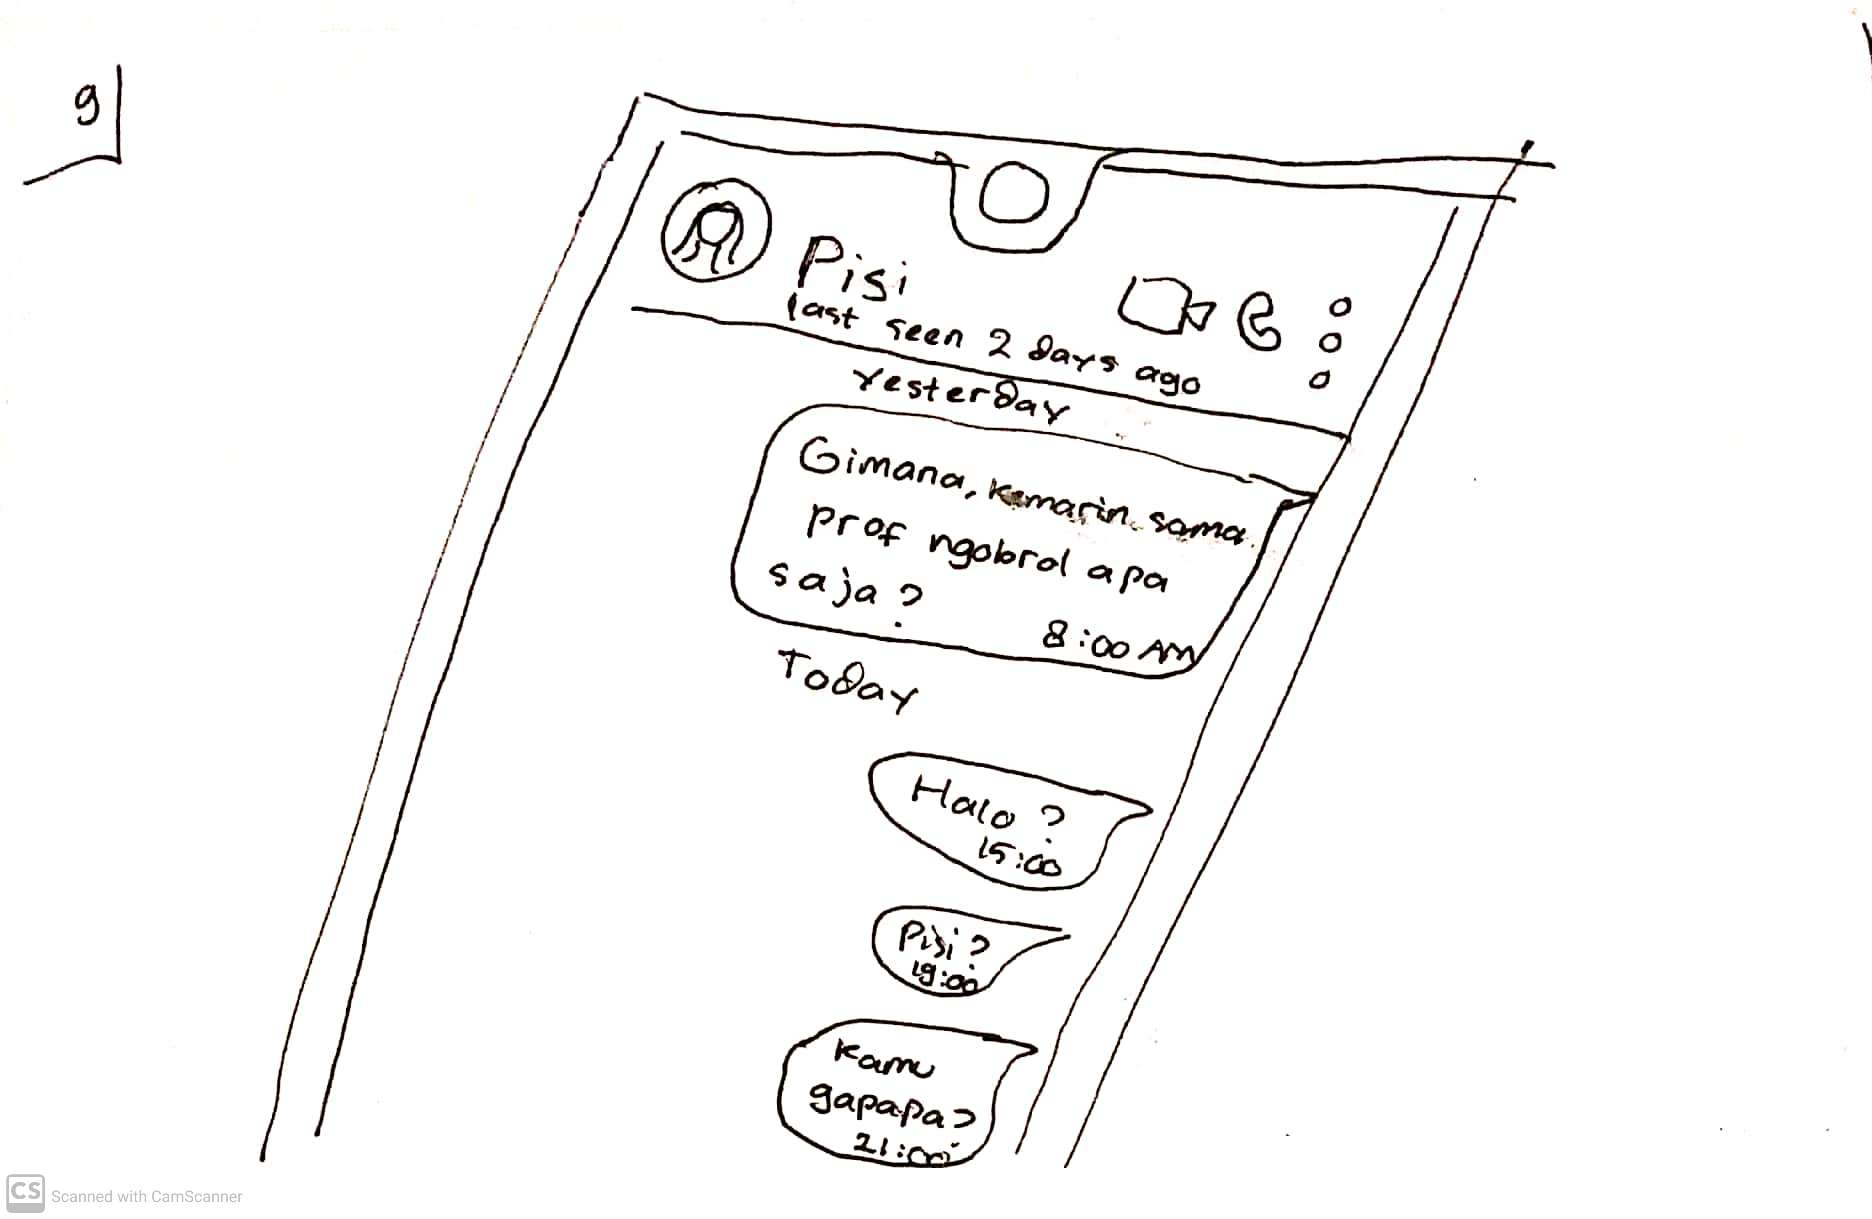 9
Pisi
last seen 2 days ago
Yesterday
Gimana, kemarin sama
prof ngobrol apa
saja?
8:00 AM
Today
Halo?
15:00
Pisi?
19:00
Kamu
gapapa?
21:00
CS Scanned with CamScanner